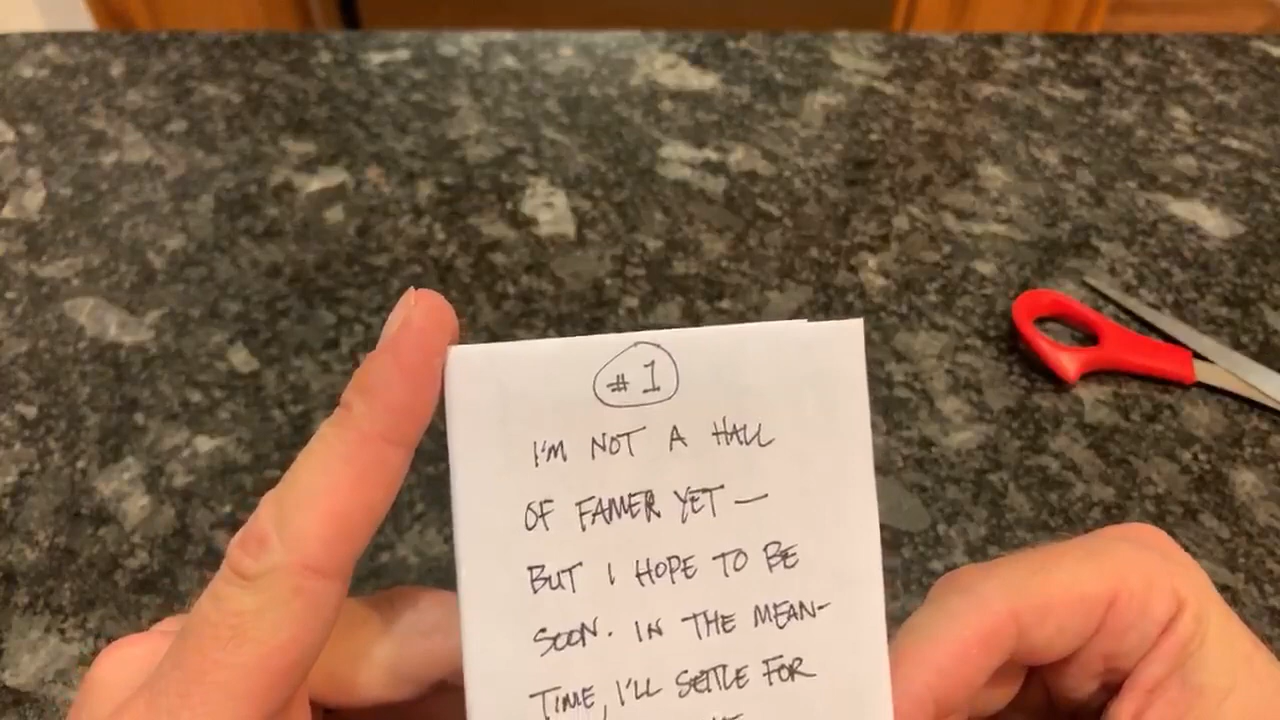 #1
I'M NOT A HALL
OF FAMER YET —
BUT I HOPE TO BE
SOON. IN THE MEAN-
TIME, I'LL SETTLE FOR